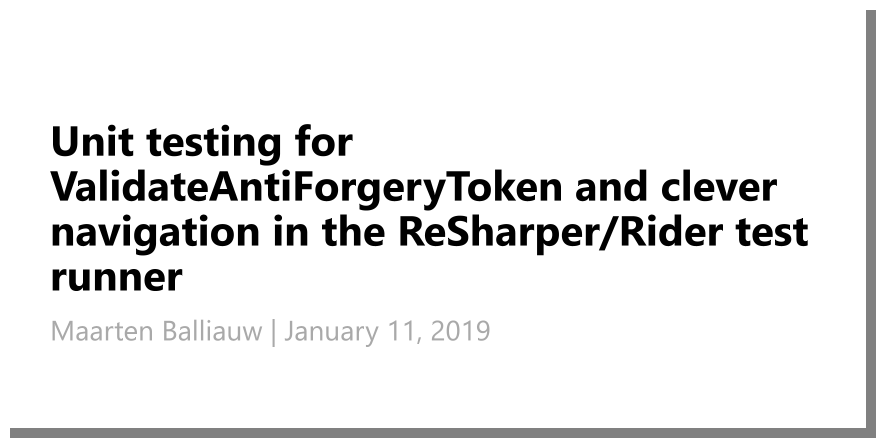 Unit testing for
ValidateAntiForgeryToken and clever
navigation in the ReSharper/Rider test
runner
Maarten Balliauw | January 11, 2019